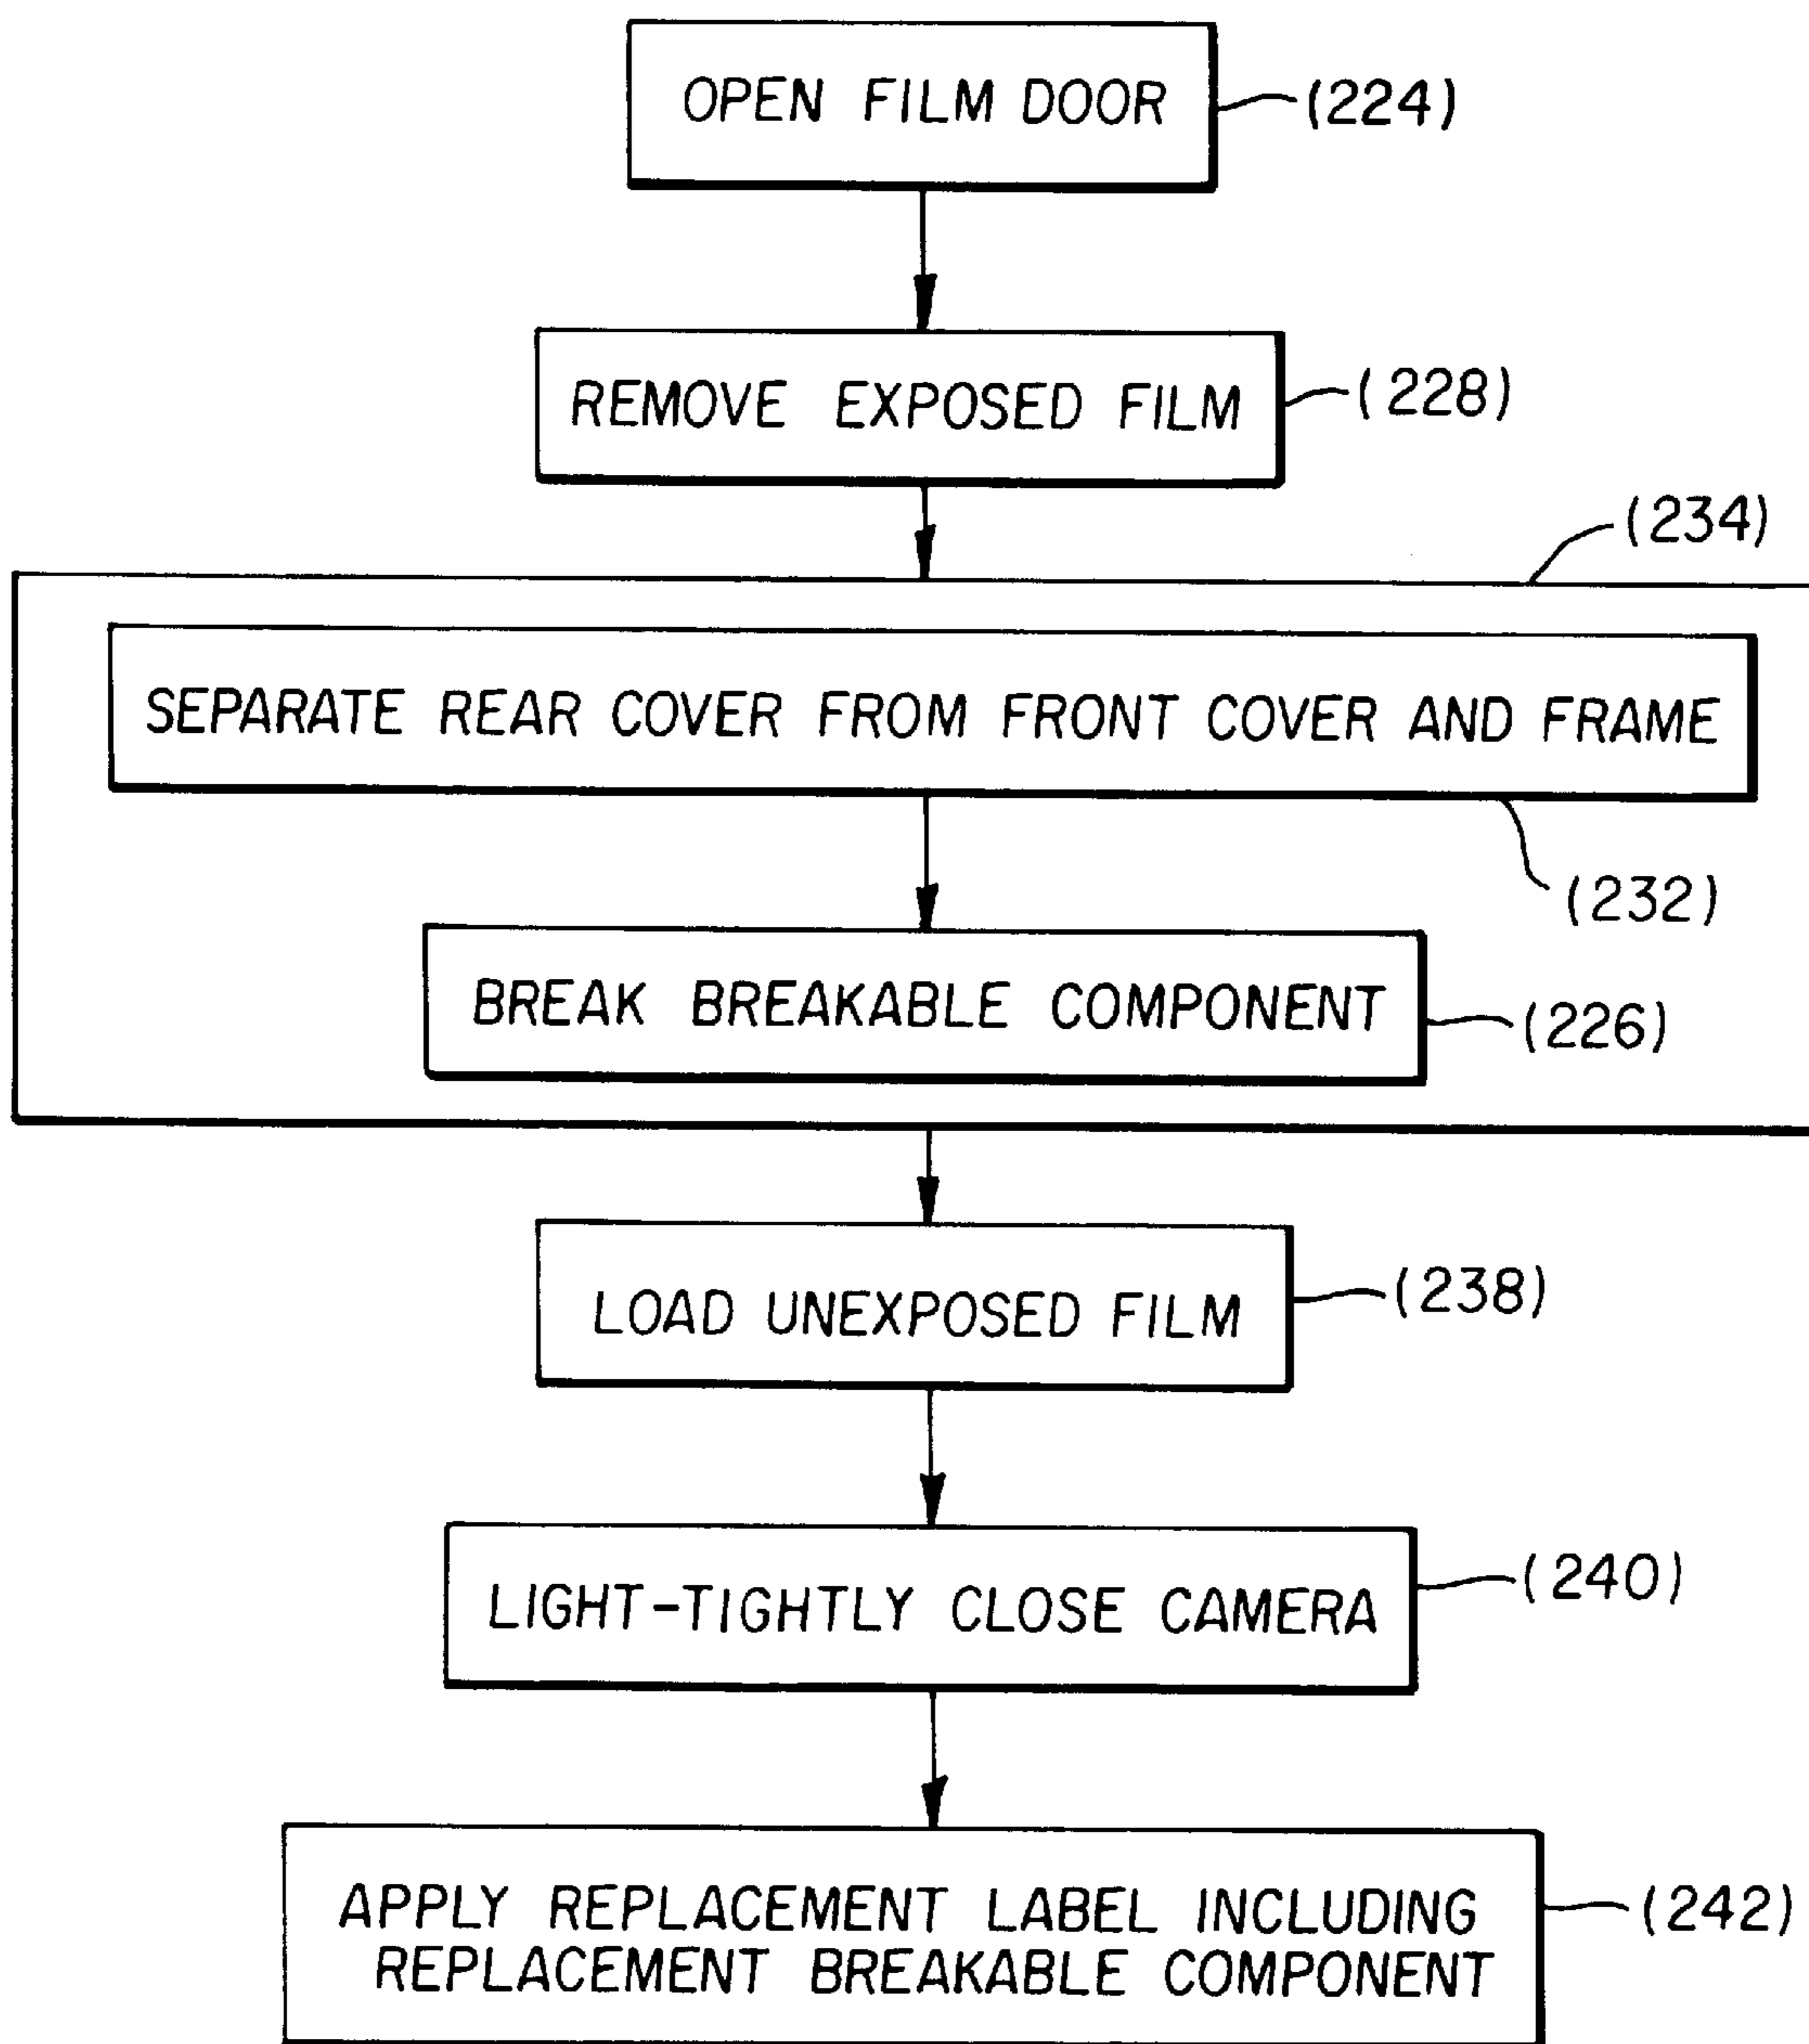 OPEN FILM DOOR
(224)
REMOVE EXPOSED FILM
(228)
(234)
SEPARATE REAR COVER FROM FRONT COVER AND FRAME
(232)
BREAK BREAKABLE COMPONENT
(226)
LOAD UNEXPOSED FILM
(238)
LIGHT-TIGHTLY CLOSE CAMERA
(240)
APPLY REPLACEMENT LABEL INCLUDING
REPLACEMENT BREAKABLE COMPONENT
(242)